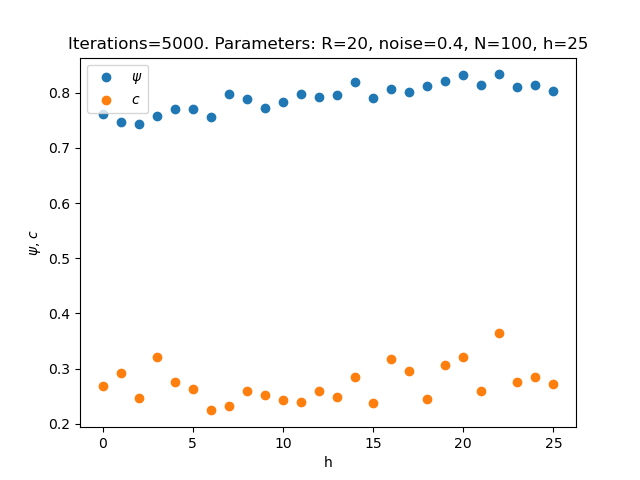 Iterations=5000. Parameters: R=20, noise=0.4, N=100, h=25
ψ
c
0.8
0.7
0.6
0.5
0.4
0.3
0.2
ψ, c
0 5 10 15 20 25
h